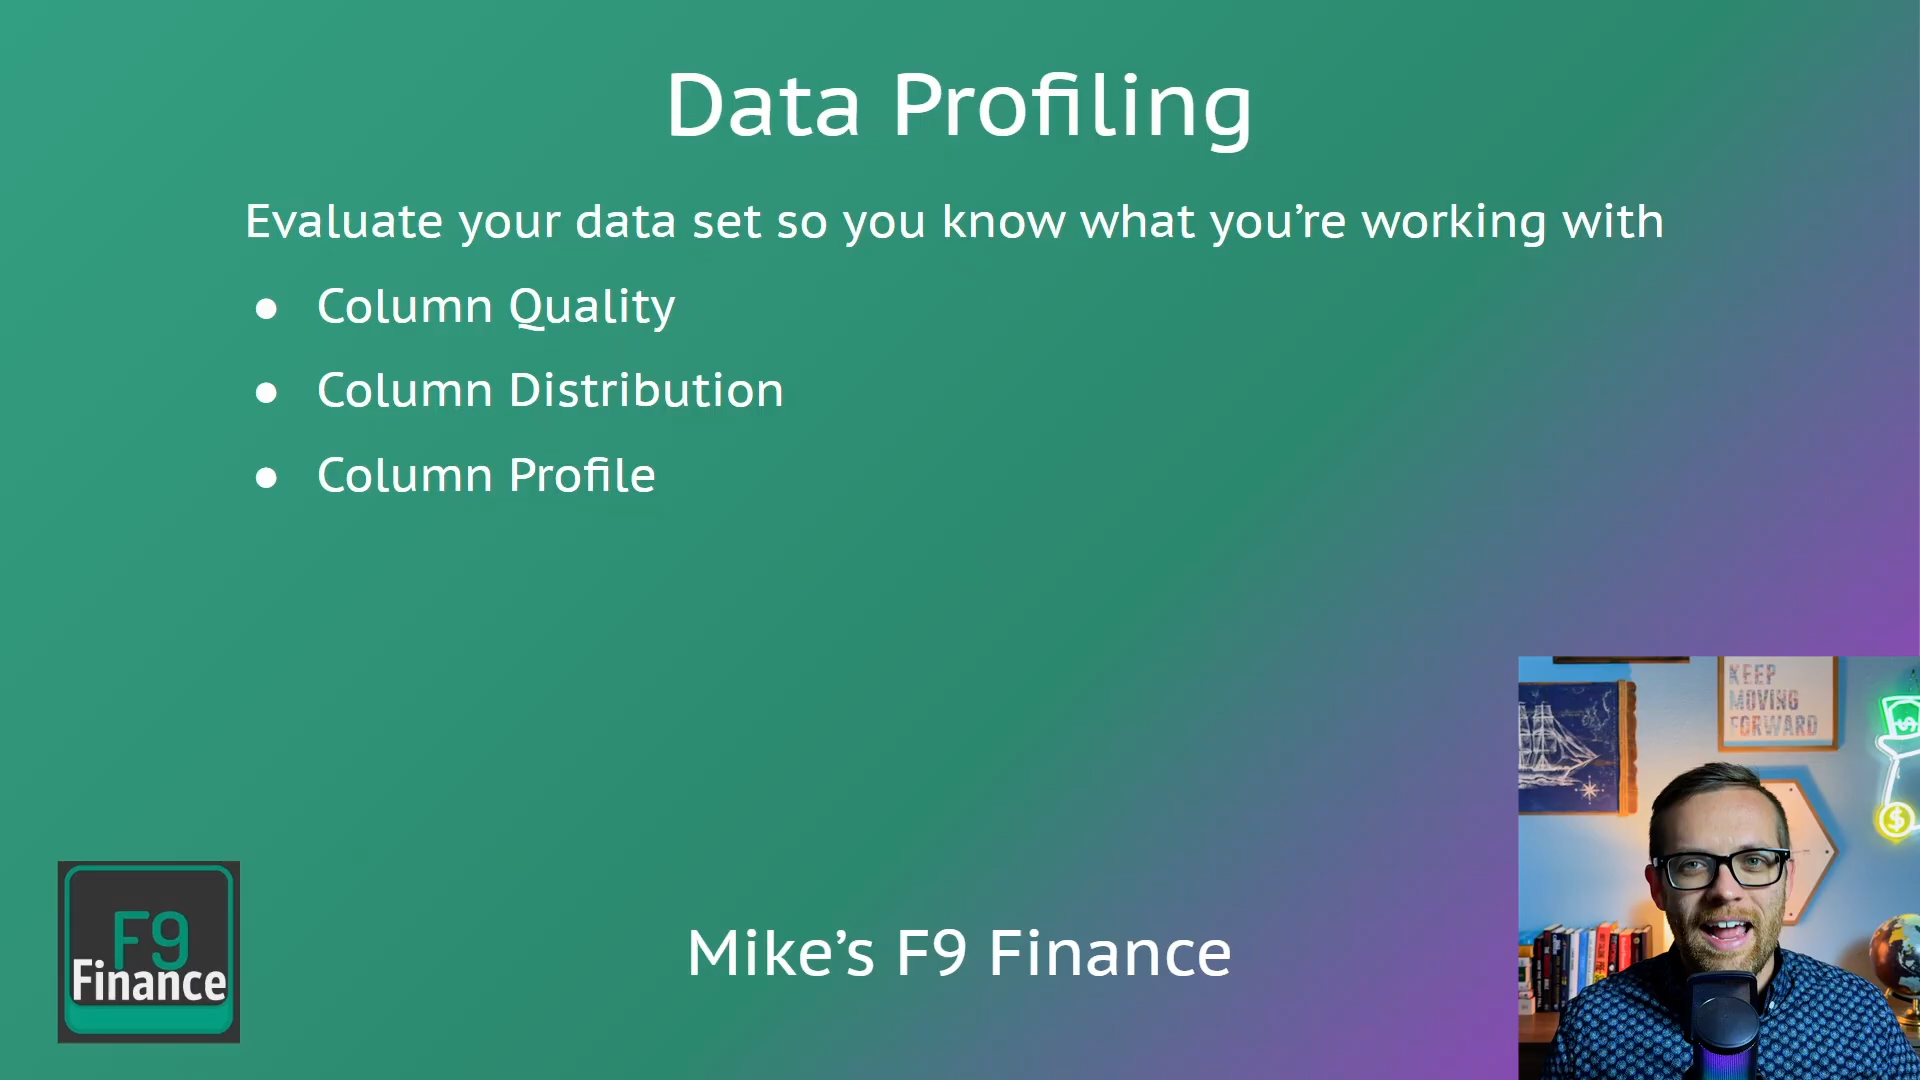 Data Profiling
Evaluate your data set so you know what you’re working with
● Column Quality
● Column Distribution
● Column Profile
KEEP
MOVING
FORWARD
F9
Finance
Mike’s F9 Finance
$
$